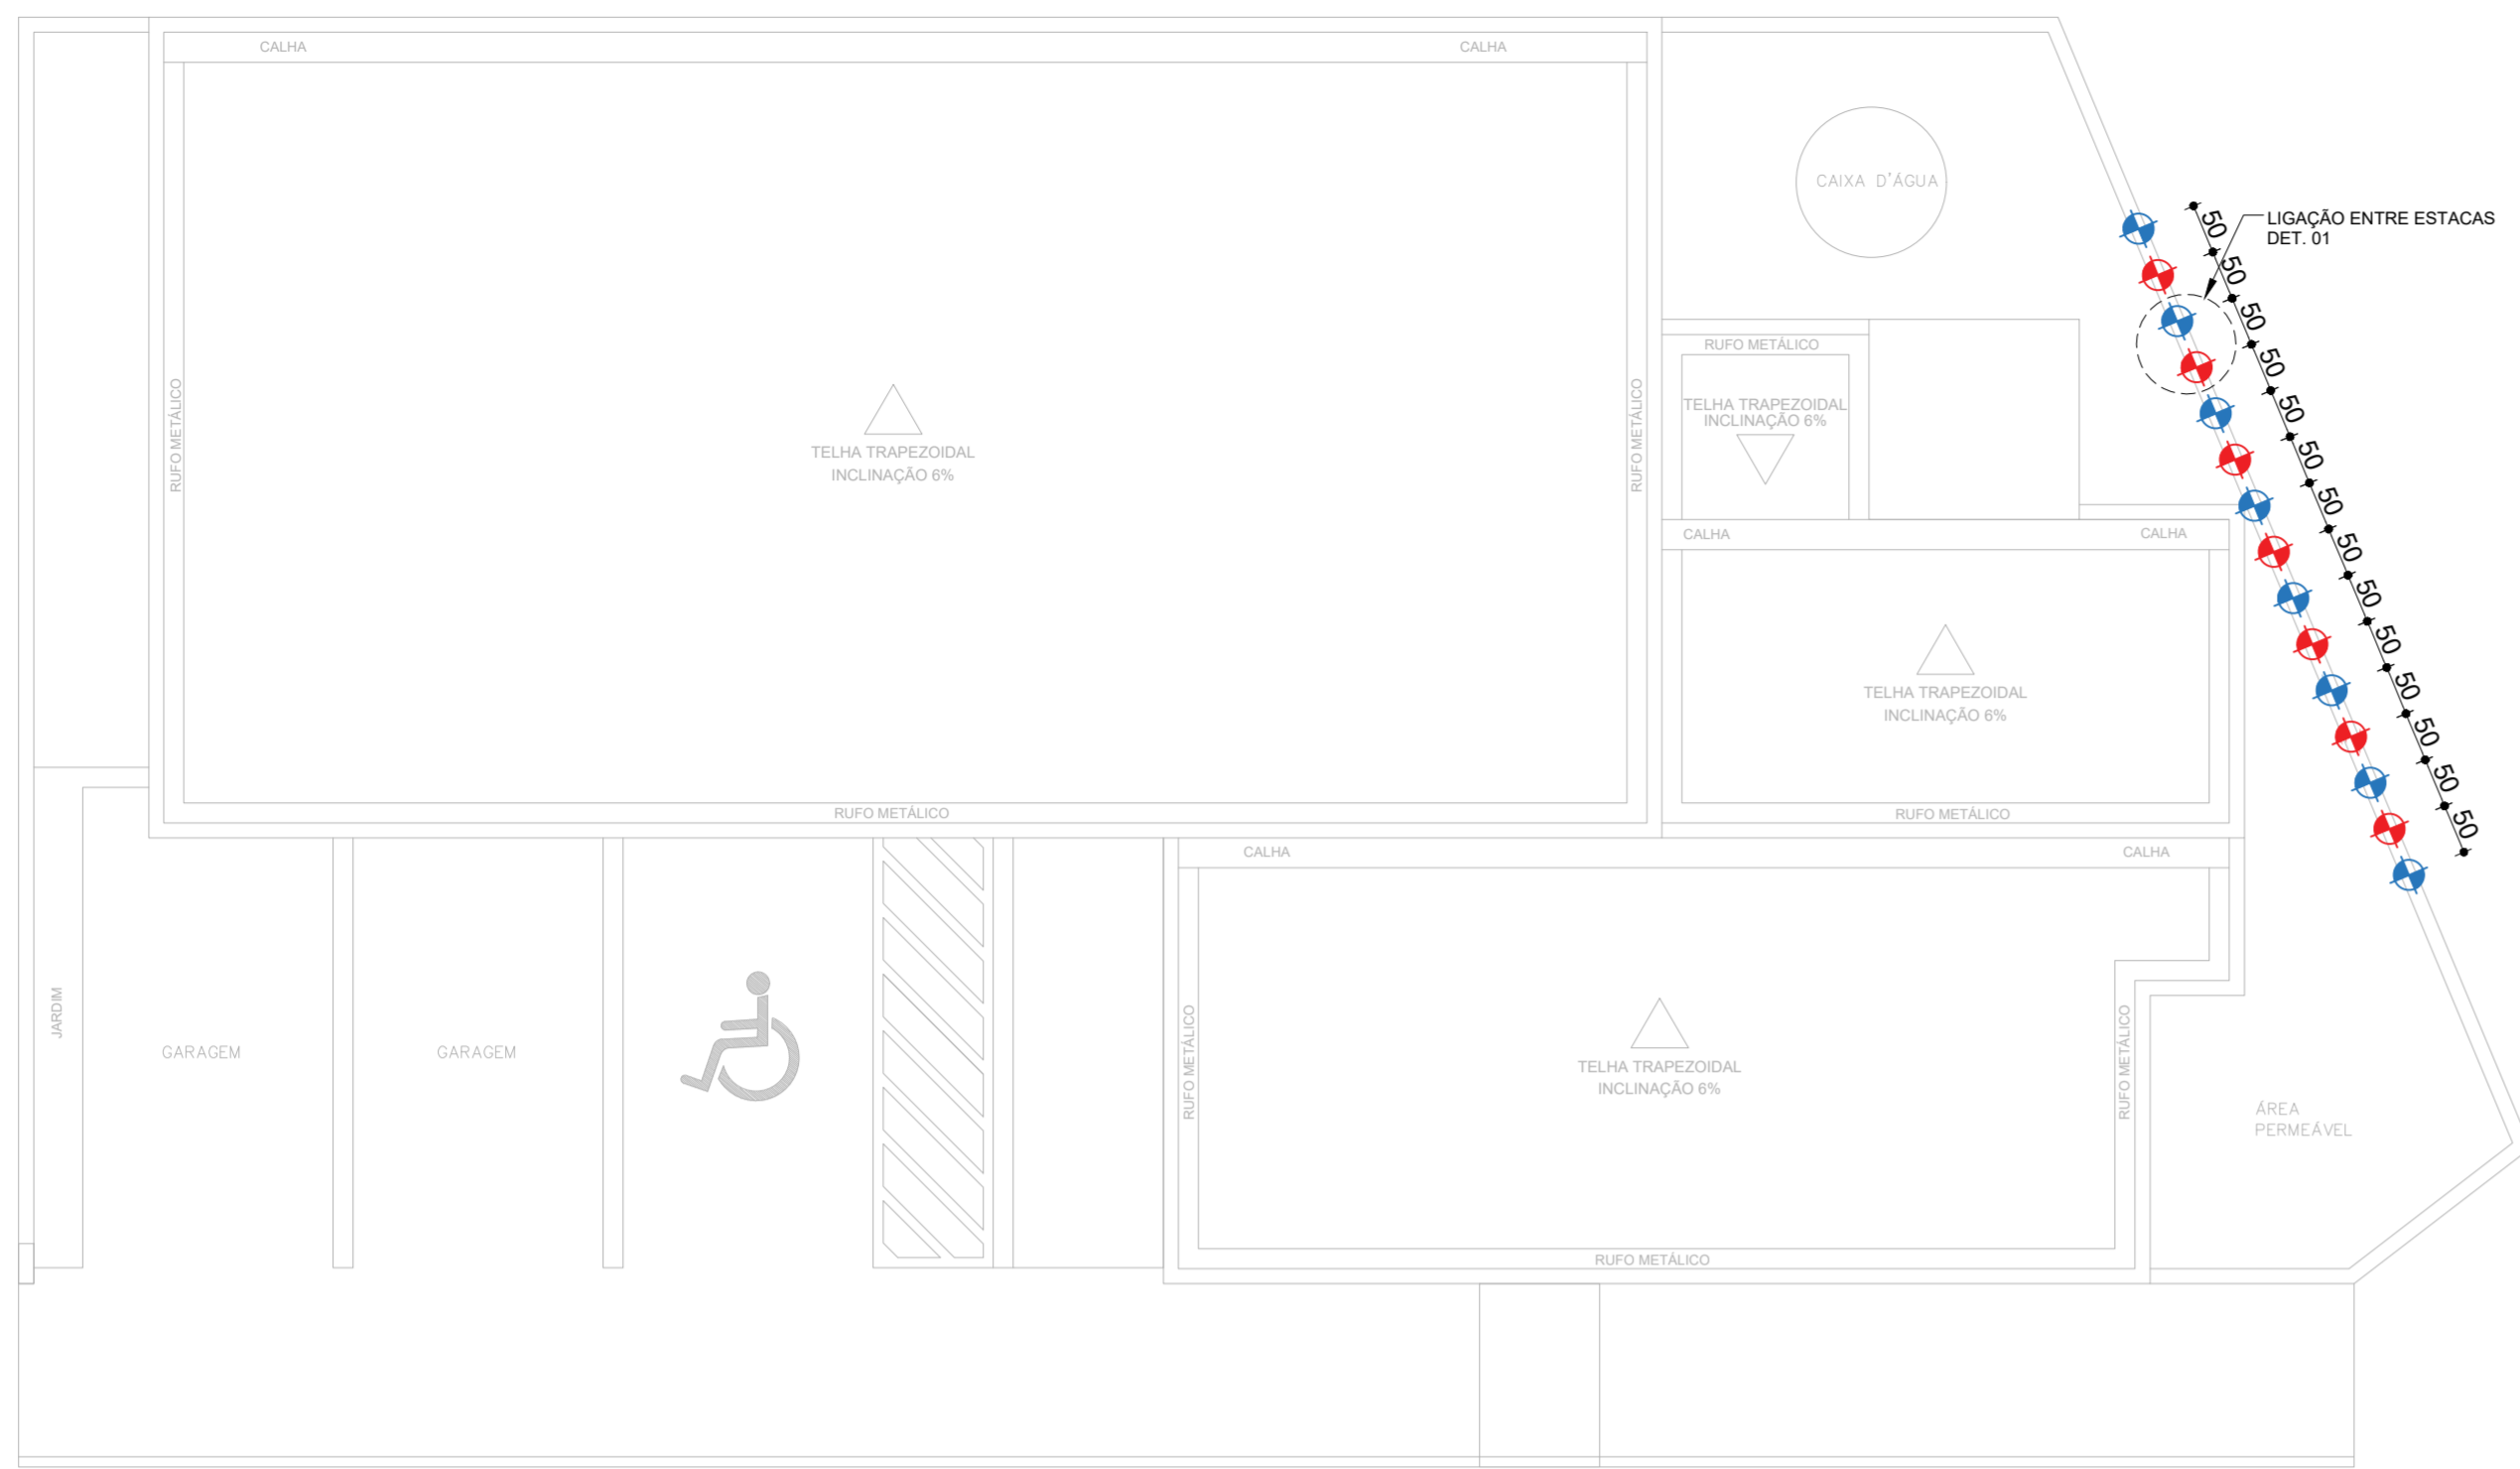 CALHA
CALHA
CAIXA D'ÁGUA
LIGAÇÃO ENTRE ESTACAS
DET. 01
50
50
50
50
50
50
50
50
50
50
50
50
50
50
RUFO METÁLICO
TELHA TRAPEZOIDAL
INCLINAÇÃO 6%
RUFO METÁLICO
RUFO METÁLICO
TELHA TRAPEZOIDAL
INCLINAÇÃO 6%
CALHA
CALHA
TELHA TRAPEZOIDAL
INCLINAÇÃO 6%
RUFO METÁLICO
RUFO METÁLICO
CALHA
CALHA
JARDIM
GARAGEM
GARAGEM
RUFO METÁLICO
TELHA TRAPEZOIDAL
INCLINAÇÃO 6%
RUFO METÁLICO
ÁREA
PERMEÁVEL
RUFO METÁLICO